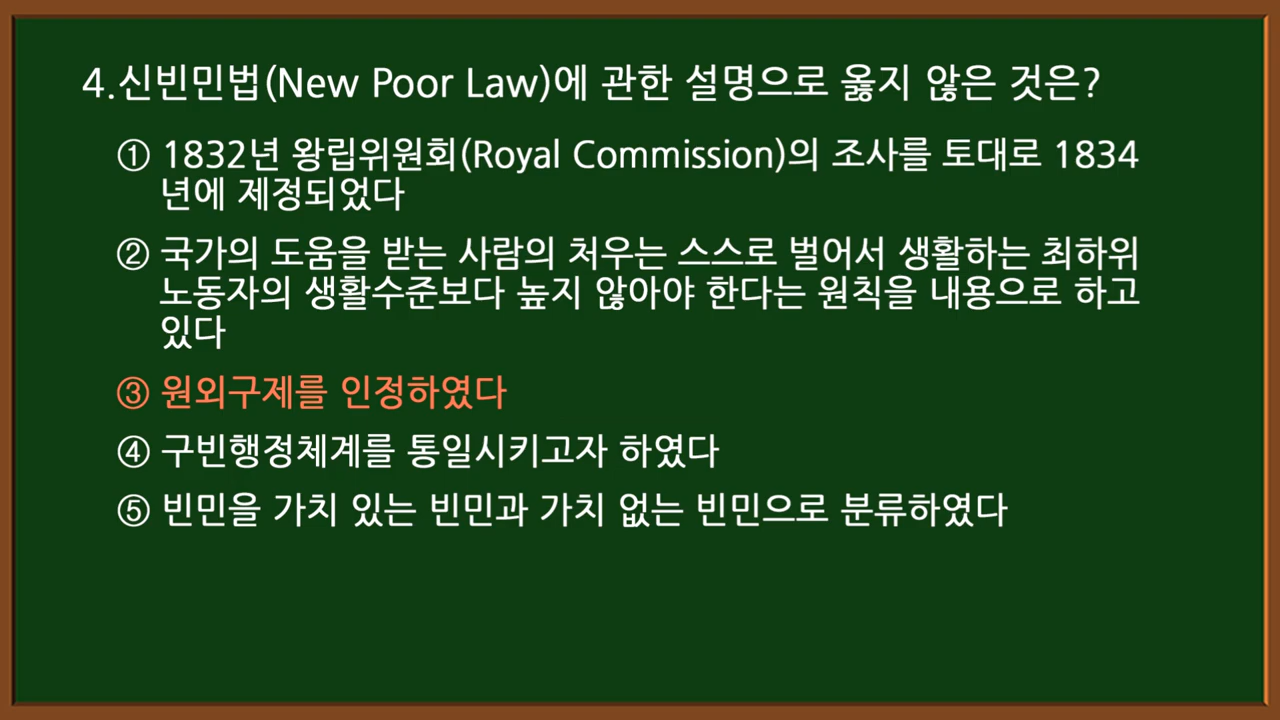 4.신빈민법(New Poor Law)에 관한 설명으로 옳지 않은 것은?
① 1832년 왕립위원회(Royal Commission)의 조사를 토대로 1834
년에 제정되었다
② 국가의 도움을 받는 사람의 처우는 스스로 벌어서 생활하는 최하위
노동자의 생활수준보다 높지 않아야 한다는 원칙을 내용으로 하고
있다
③ 원외구제를 인정하였다
④ 구빈행정체계를 통일시키고자 하였다
⑤ 빈민을 가치 있는 빈민과 가치 없는 빈민으로 분류하였다